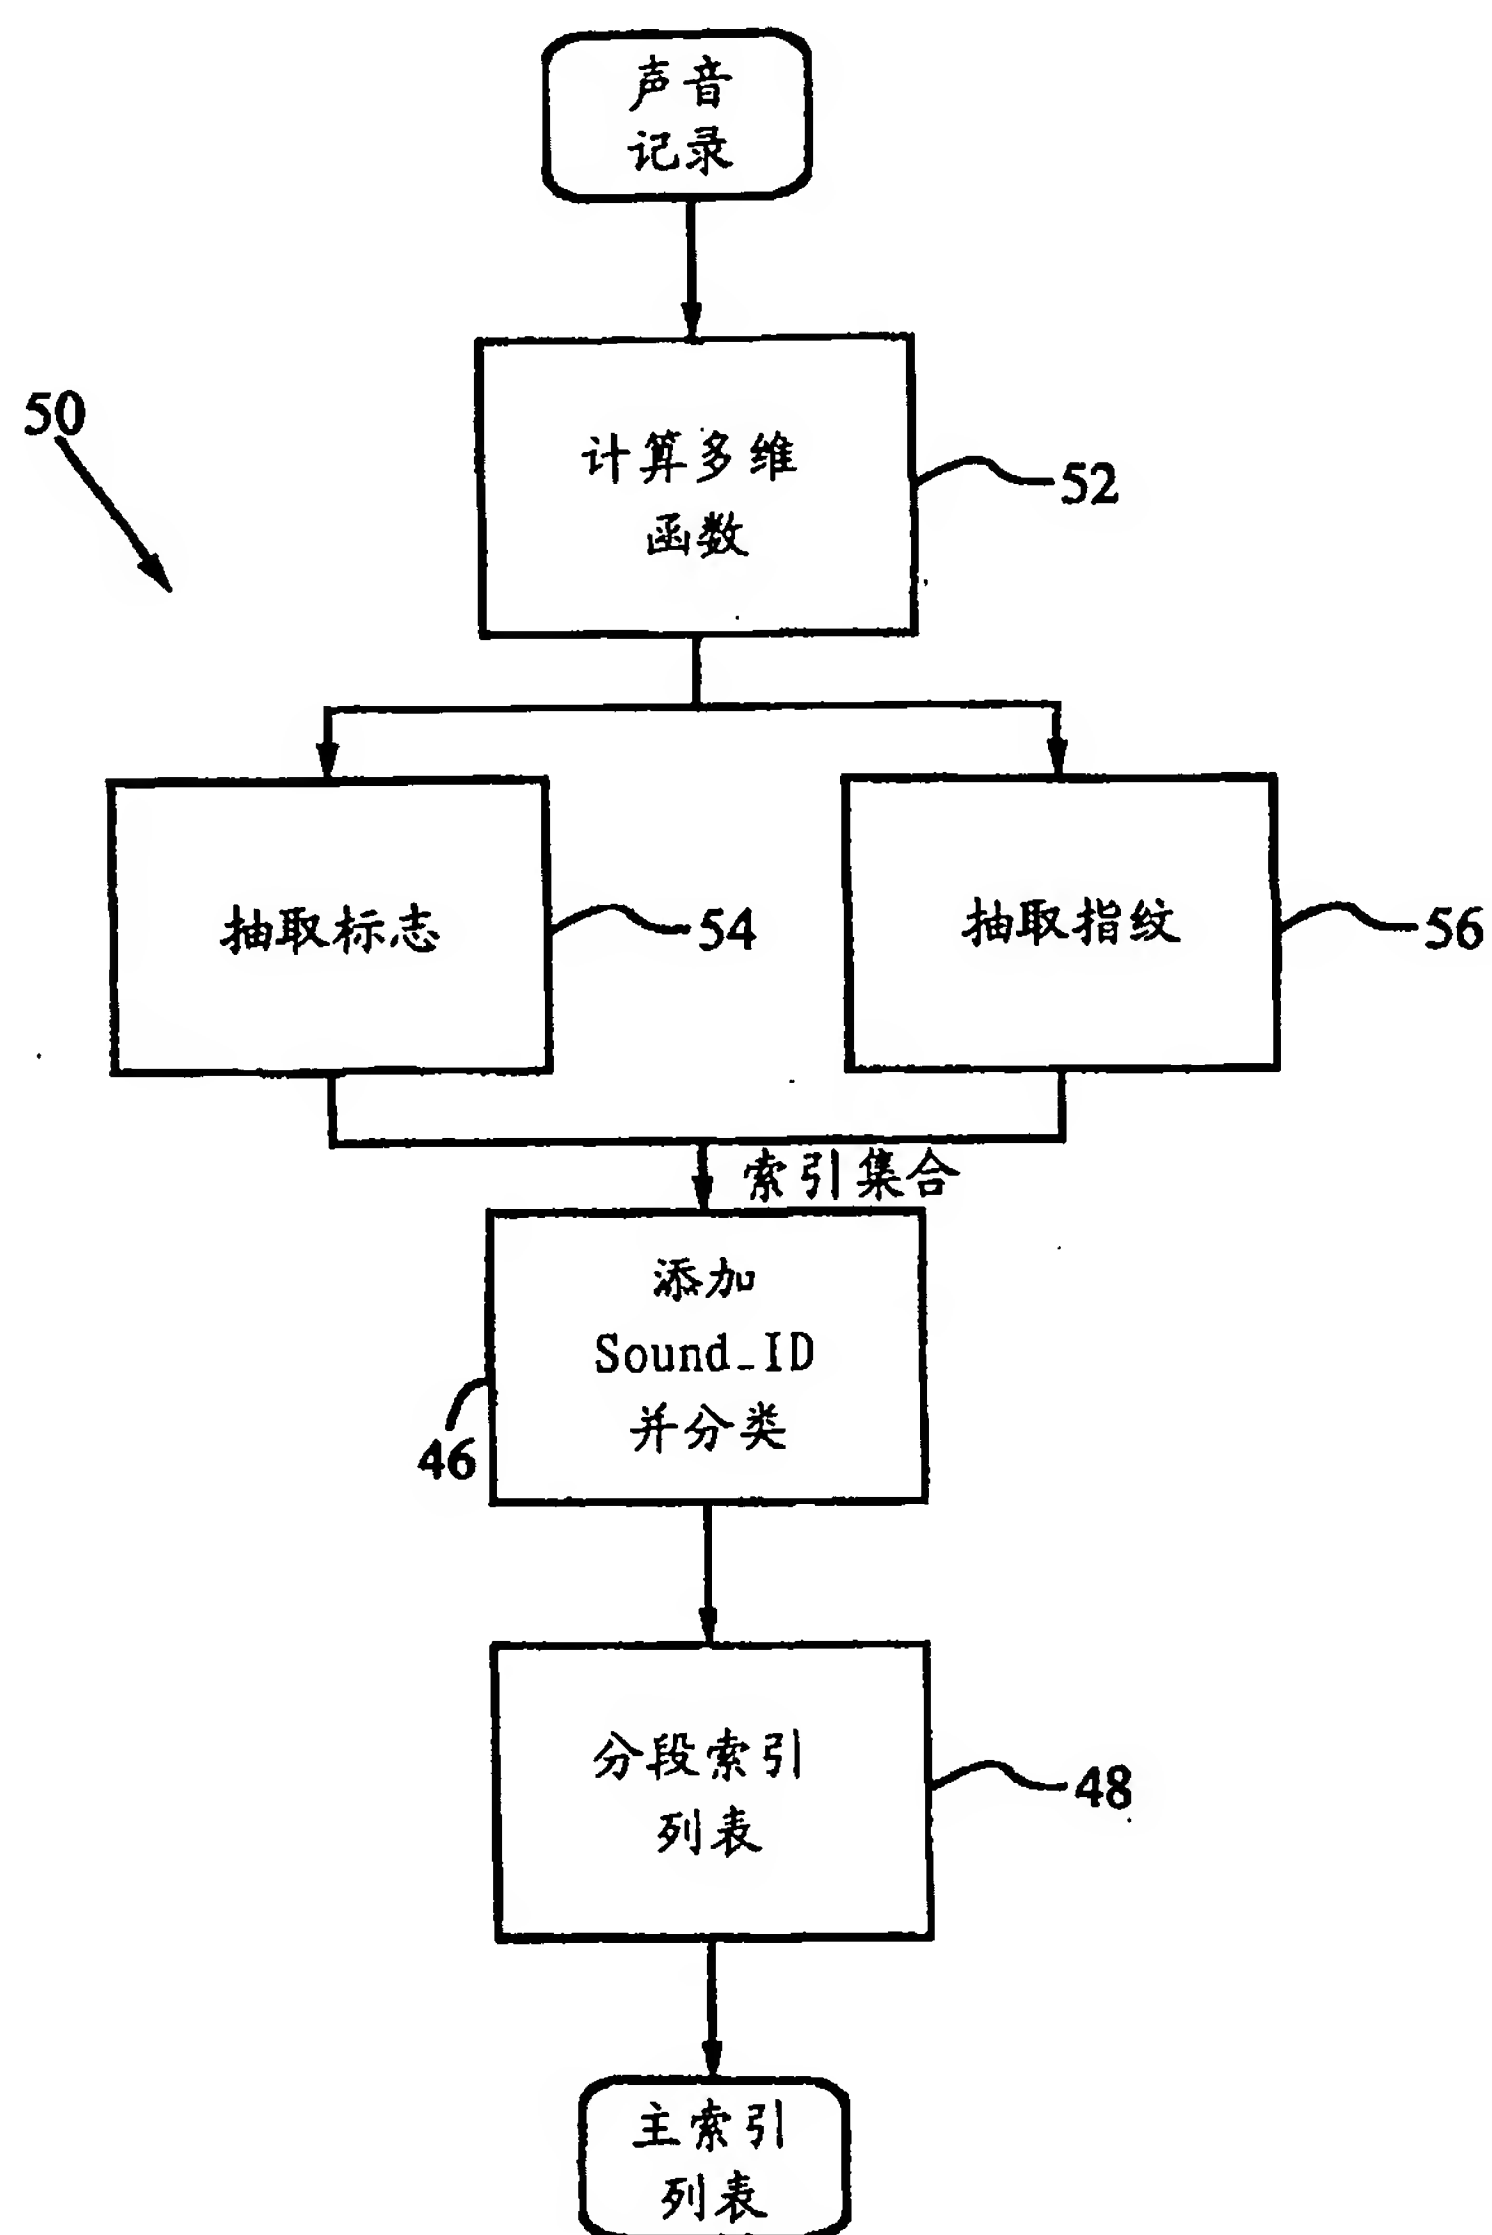 声音
记录
50
计算多维
函数
52
抽取标志
54
抽取指纹
56
索引集合
添加
Sound_ID
并分类
46
分段索引
列表
48
主索引
列表